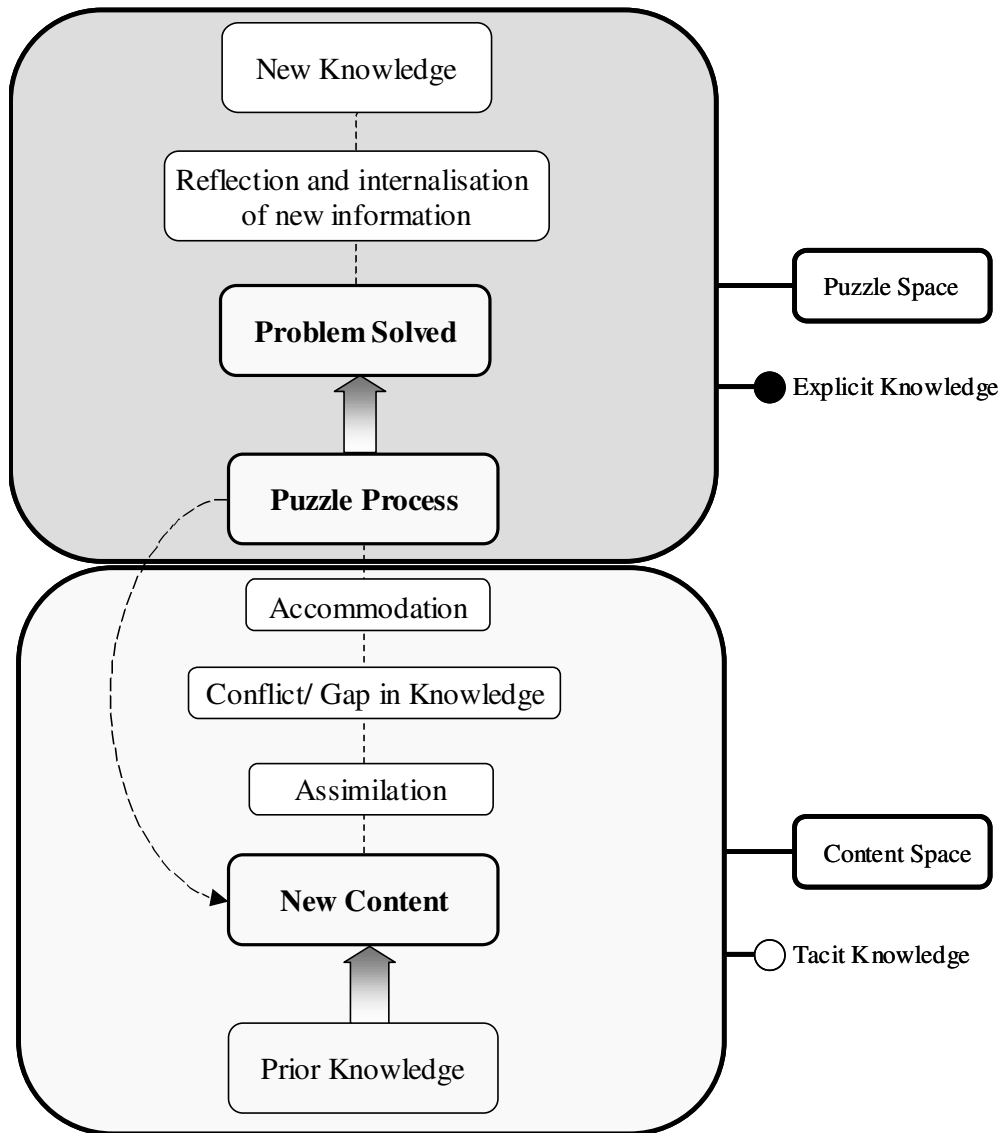 New Knowledge
Reflection and internalisation
of new information
Problem Solved
Puzzle Space
Explicit Knowledge
Puzzle Process
Accommodation
Conflict/ Gap in Knowledge
Assimilation
Content Space
New Content
Tacit Knowledge
Prior Knowledge